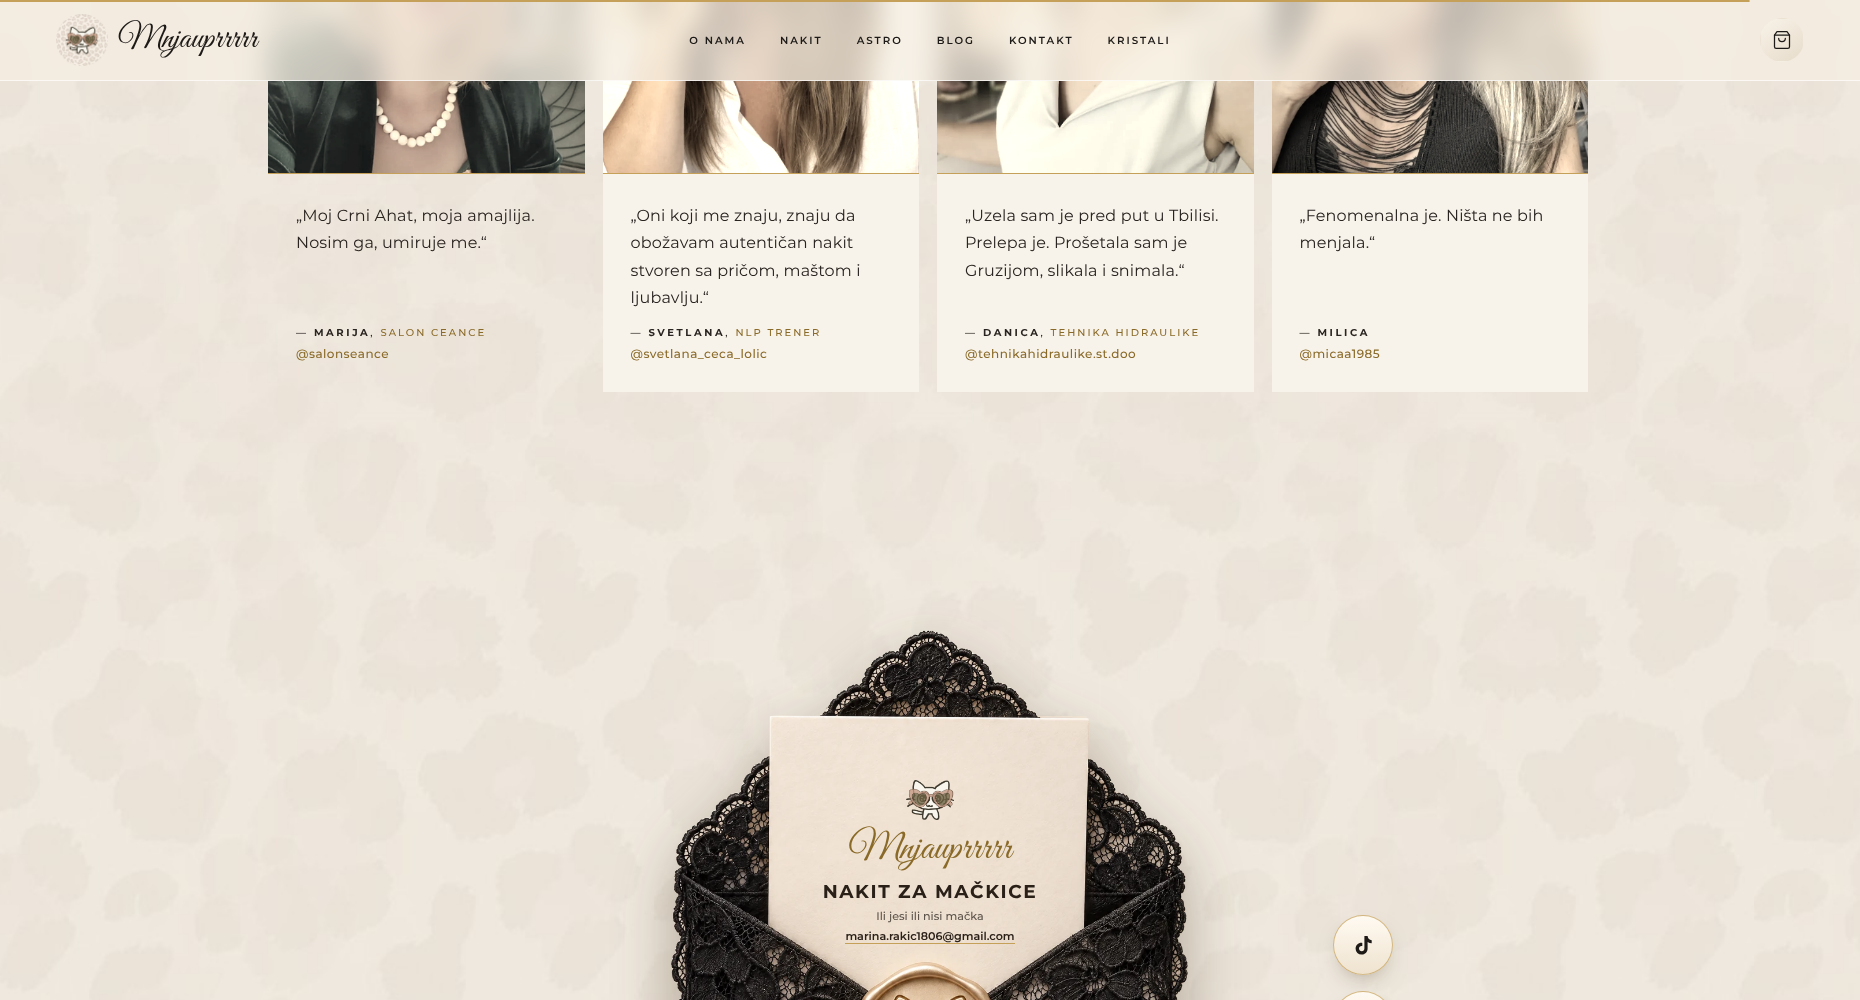 Mnjauprrrrr
O NAMA
NAKIT
ASTRO
BLOG
KONTAKT
KRISTALI
„Moj Crni Ahat, moja amajlija.
Nosim ga, umiruje me.“
— MARIJA, SALON CEANCE
@salonseance
„Oni koji me znaju, znaju da
obožavam autentičan nakit
stvoren sa pričom, maštom i
ljubavlju.“
— SVETLANA, NLP TRENER
@svetlana_ceca_lolic
„Uzela sam je pred put u Tbilisi.
Prelepa je. Prošetala sam je
Gruzijom, slikala i snimala.“
— DANICA, TEHNIKA HIDRAULIKE
@tehnikahidraulike.st.doo
„Fenomenalna je. Ništa ne bih
menjala.“
— MILICA
@micaa1985
Mnjauprrrrr
NAKIT ZA MAČKICE
Ili jesi ili nisi mačka
marina.rakic1806@gmail.com